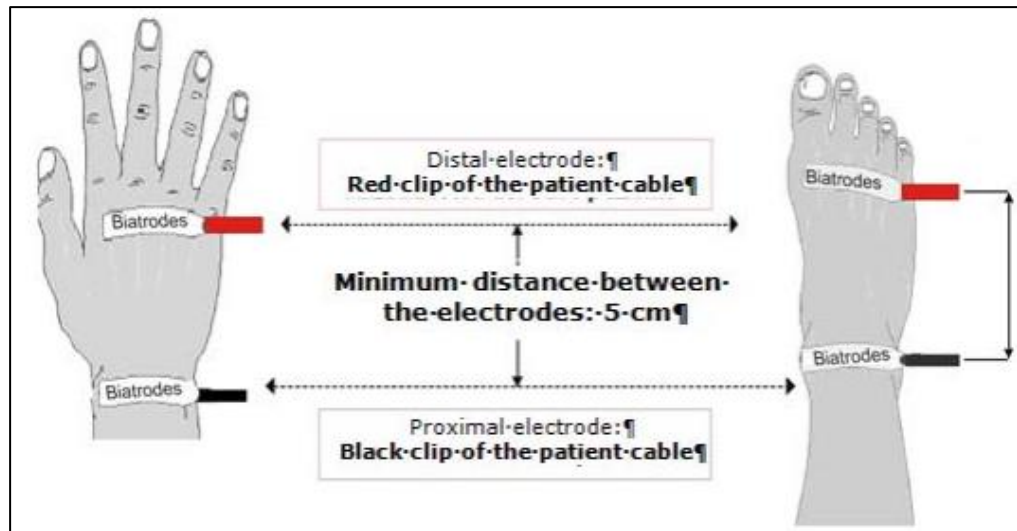 Distal·electrode:¶
Red·clip·of·the·patient·cable¶
Biatrodes
Biatrodes
Minimum·distance·between·
the·electrodes:·5·cm¶
Biatrodes
Biatrodes
Proximal·electrode:¶
Black·clip·of·the·patient·cable¶